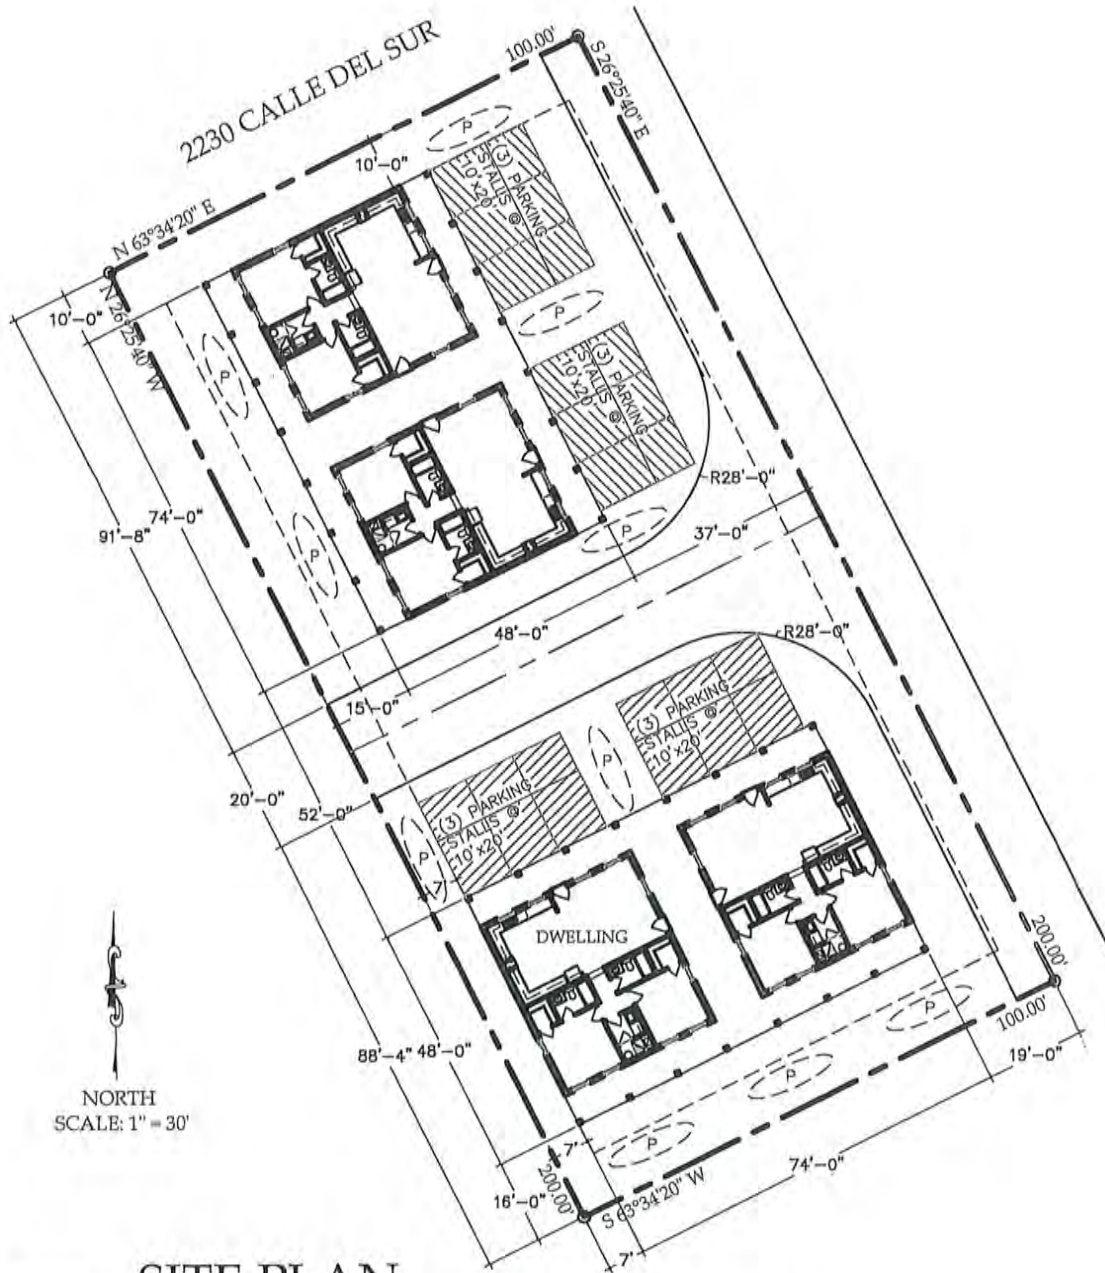 2230 CALLE DEL SUR
100.00'
S 26°25'40" E
P
10'-0"
(3) PARKING
STALLS @
10'x20'
N 63°34'20" E
10'-0"
N 26°25'40" W
P
P
(3) PARKING
STALLS @
10'x20'
R28'-0"
74'-0"
91'-8"
P
P
37'-0"
48'-0"
R28'-0"
15'-0"
(3) PARKING
STALLS @
10'x20'
P
20'-0"
52'-0"
(3) PARKING
STALLS @
10'x20'
P
7'
DWELLING
200.00'
P
100.00'
88'-4"
48'-0"
19'-0"
P
NORTH
SCALE: 1" = 30'
P
7'
74'-0"
200.00'
16'-0"
S 63°34'20" W
7'
SITE PLAN